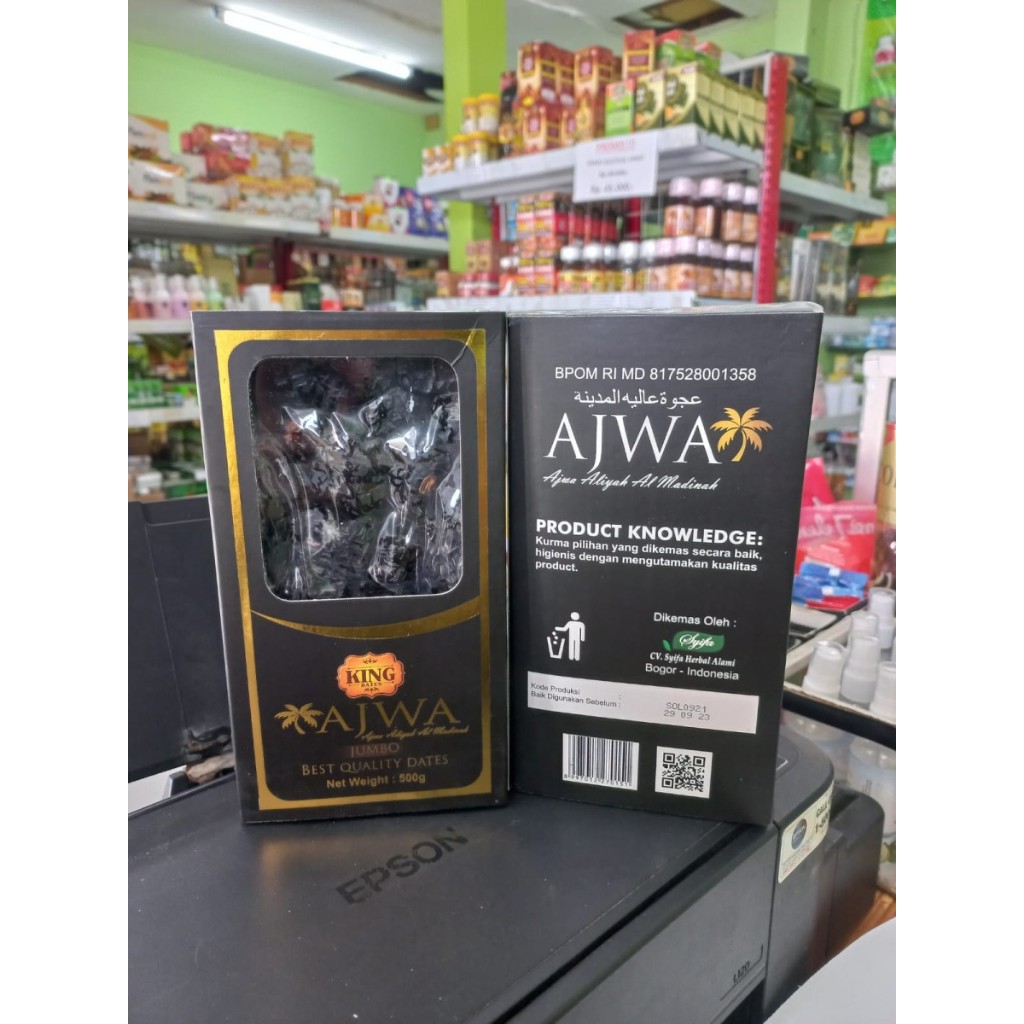 KING
DATES
AJWA
Ajwa Aliyah Al Madinah
JUMBO
BEST QUALITY DATES
Net Weight : 500g
BPOM RI MD 817528001358
عجوة عاليه المدينة
AJWA
Ajwa Aliyah Al Madinah
PRODUCT KNOWLEDGE:
Kurma pilihan yang dikemas secara baik,
higienis dengan mengutamakan kualitas
product.
Dikemas Oleh :
Syifa
CV. Syifa Herbal Alami
Bogor - Indonesia
Kode Produksi :
Baik Digunakan Sebelum :
SOL0921
29 09 23
EPSON